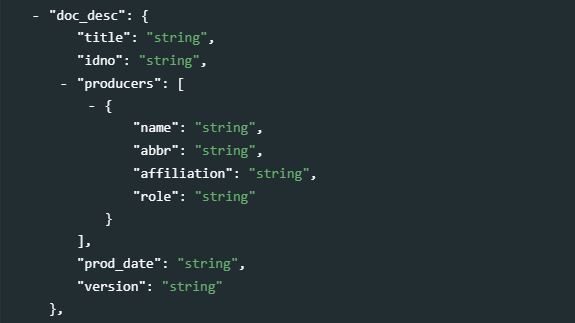 - "doc_desc": {
"title": "string",
"idno": "string",
- "producers": [
- {
"name": "string",
"abbr": "string",
"affiliation": "string",
"role": "string"
}
],
"prod_date": "string",
"version": "string"
},